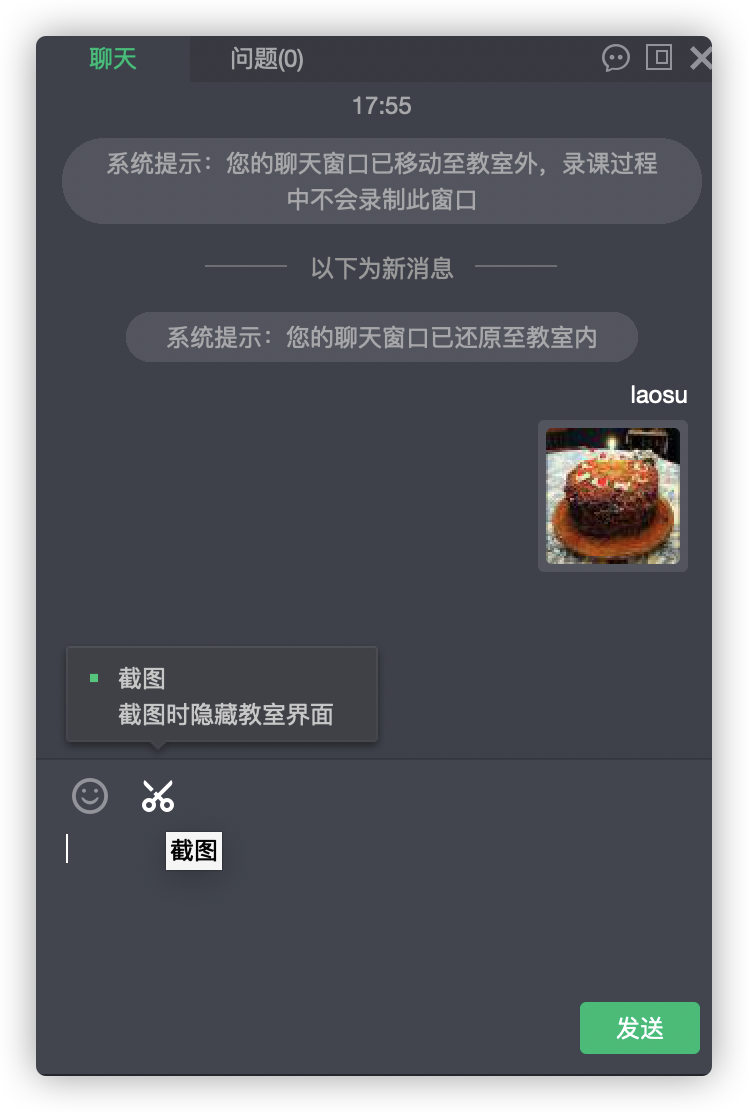 聊天 问题(0)
17:55
系统提示：您的聊天窗口已移动至教室外，录课过程
中不会录制此窗口
以下为新消息
系统提示：您的聊天窗口已还原至教室内
laosu
截图
截图时隐藏教室界面
截图
发送